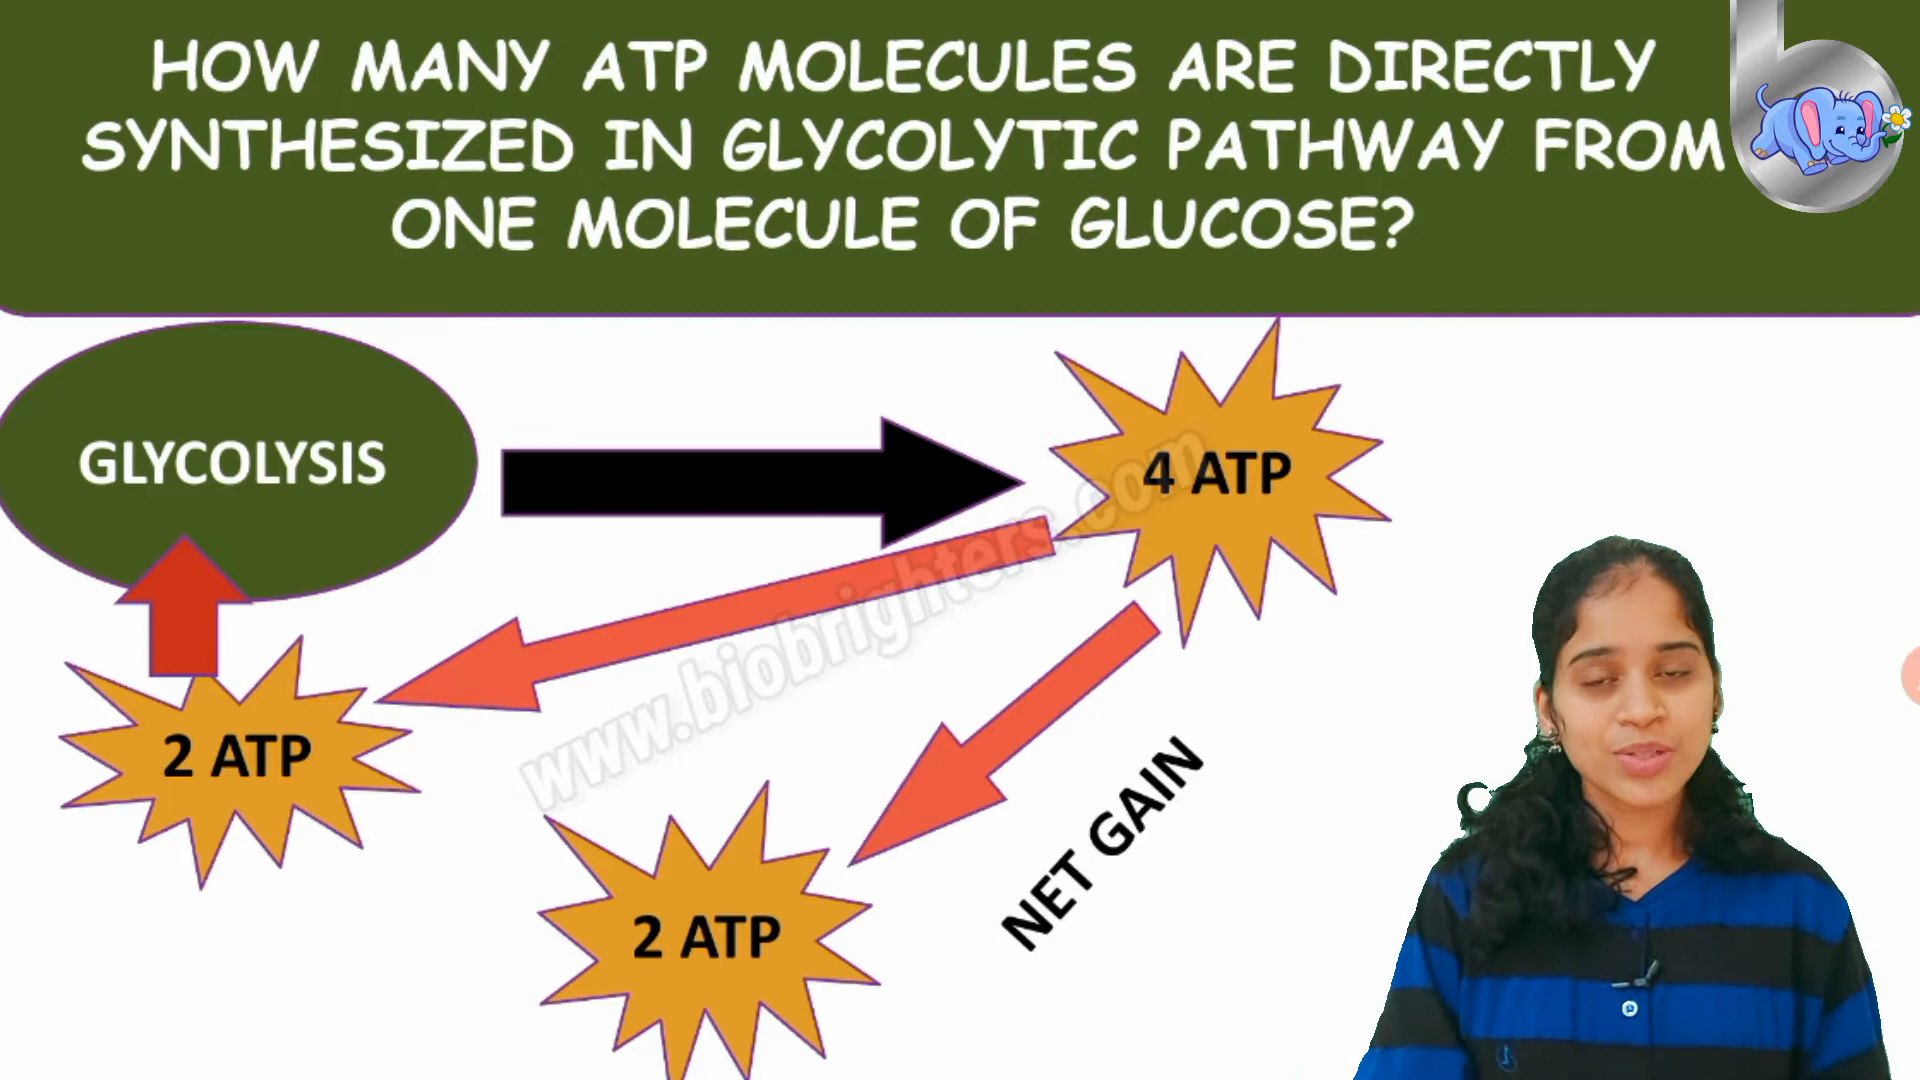 HOW MANY ATP MOLECULES ARE DIRECTLY
SYNTHESIZED IN GLYCOLYTIC PATHWAY FROM
ONE MOLECULE OF GLUCOSE?
GLYCOLYSIS
4 ATP
2 ATP
2 ATP
NET GAIN
www.biobrighters.com
b